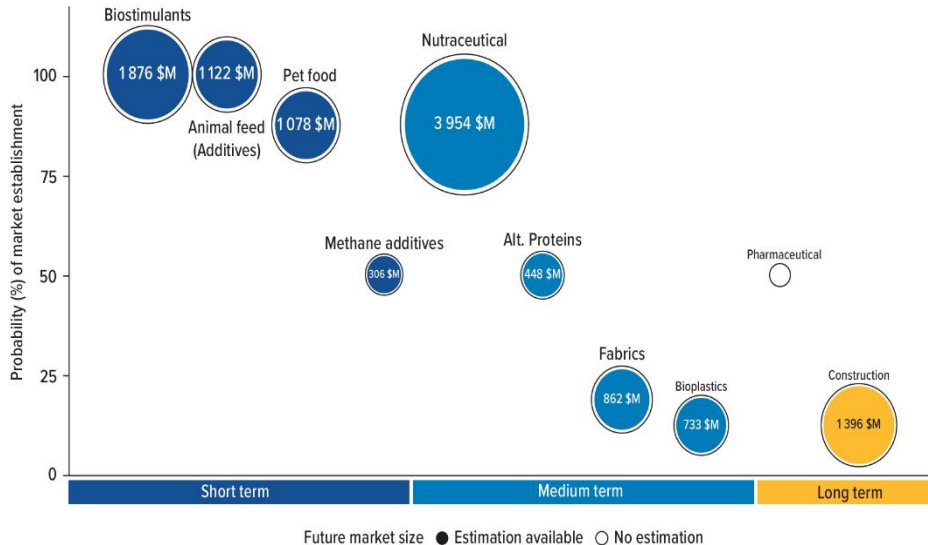 Biostimulants
Nutraceutical
1 876 $M
1 122 $M
Pet food
100
Animal feed
(Additives)
1 078 $M
3 954 $M
75
Methane additives
Alt. Proteins
Pharmaceutical
306 $M
448 $M
50
Fabrics
Bioplastics
Construction
25
862 $M
733 $M
1 396 $M
0
Probability (%) of market establishment
Short term
Medium term
Long term
Future market size
Estimation available
No estimation